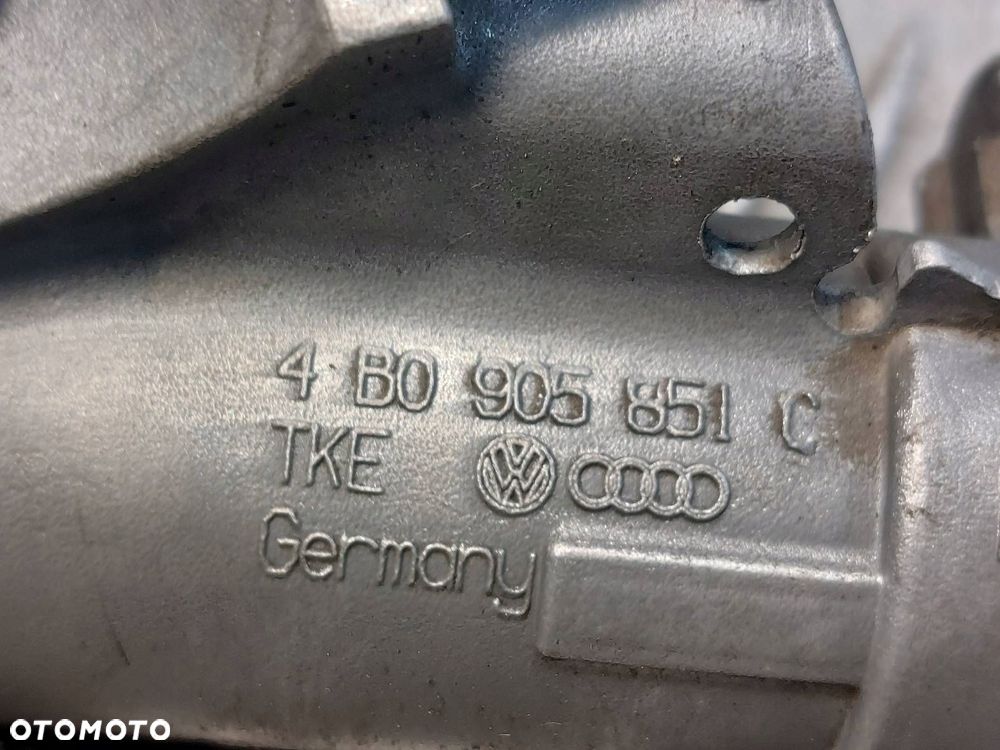 4 B0 905 851 C
TKE
Germany
OTOMOTO